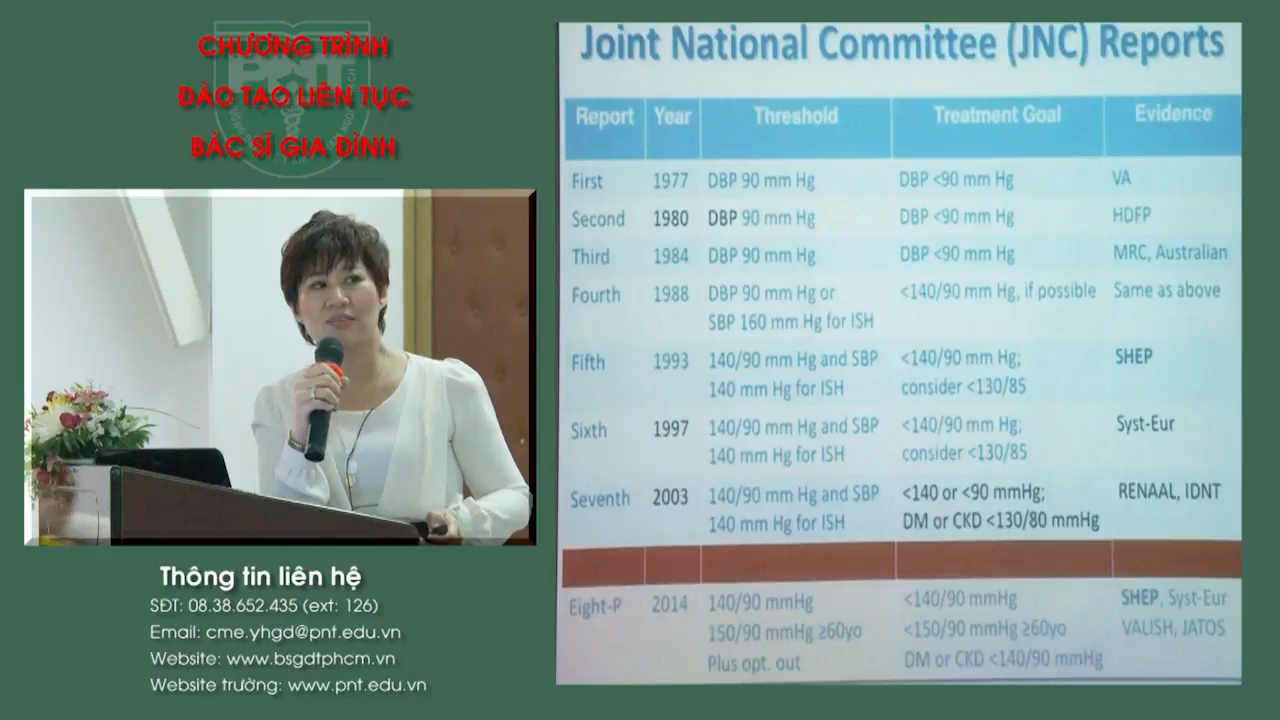 CHƯƠNG TRÌNH
ĐÀO TẠO LIÊN TỤC
BÁC SĨ GIA ĐÌNH
PNT
Thông tin liên hệ
SĐT: 08.38.652.435 (ext: 126)
Email: cme.yhgd@pnt.edu.vn
Website: www.bsgdtphcm.vn
Website trường: www.pnt.edu.vn
Joint National Committee (JNC) Reports
Report Year Threshold Treatment Goal Evidence
First 1977 DBP 90 mm Hg DBP <90 mm Hg VA
Second 1980 DBP 90 mm Hg DBP <90 mm Hg HDFP
Third 1984 DBP 90 mm Hg DBP <90 mm Hg MRC, Australian
Fourth 1988 DBP 90 mm Hg or <140/90 mm Hg, if possible Same as above
SBP 160 mm Hg for ISH
Fifth 1993 140/90 mm Hg and SBP <140/90 mm Hg; SHEP
140 mm Hg for ISH consider <130/85
Sixth 1997 140/90 mm Hg and SBP <140/90 mm Hg; Syst-Eur
140 mm Hg for ISH consider <130/85
Seventh 2003 140/90 mm Hg and SBP <140 or <90 mmHg; RENAAL, IDNT
140 mm Hg for ISH DM or CKD <130/80 mmHg
Eight-P 2014 140/90 mmHg <140/90 mmHg SHEP, Syst-Eur
150/90 mmHg ≥60yo <150/90 mmHg ≥60yo VALISH, JATOS
Plus opt. out DM or CKD <140/90 mmHg